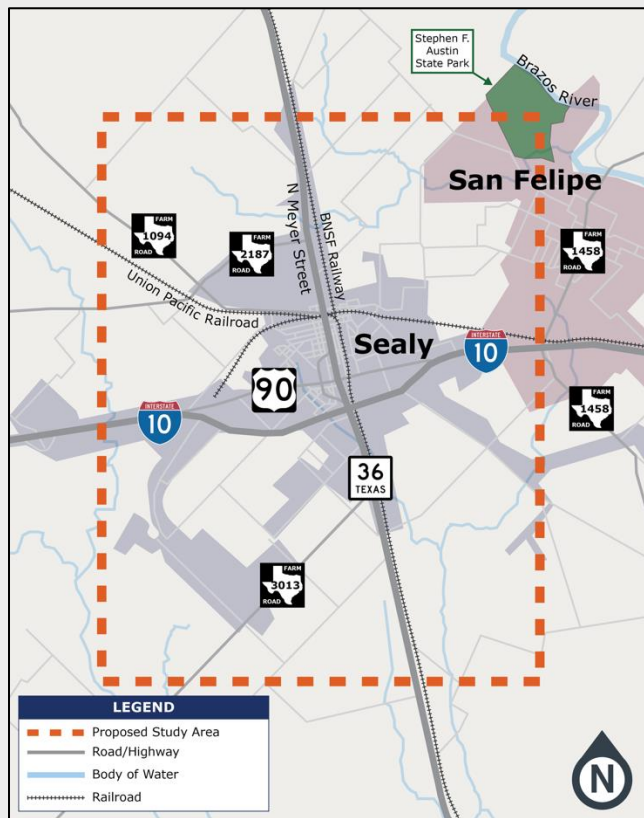 Stephen F.
Austin
State Park
Brazos River
San Felipe
N Meyer Street
BNSF Railway
FARM
1094
ROAD
FARM
2187
ROAD
FARM
1458
ROAD
Union Pacific Railroad
Sealy
INTERSTATE
10
90
INTERSTATE
10
FARM
1458
ROAD
36
TEXAS
FARM
3013
ROAD
LEGEND
Proposed Study Area
Road/Highway
Body of Water
Railroad
N